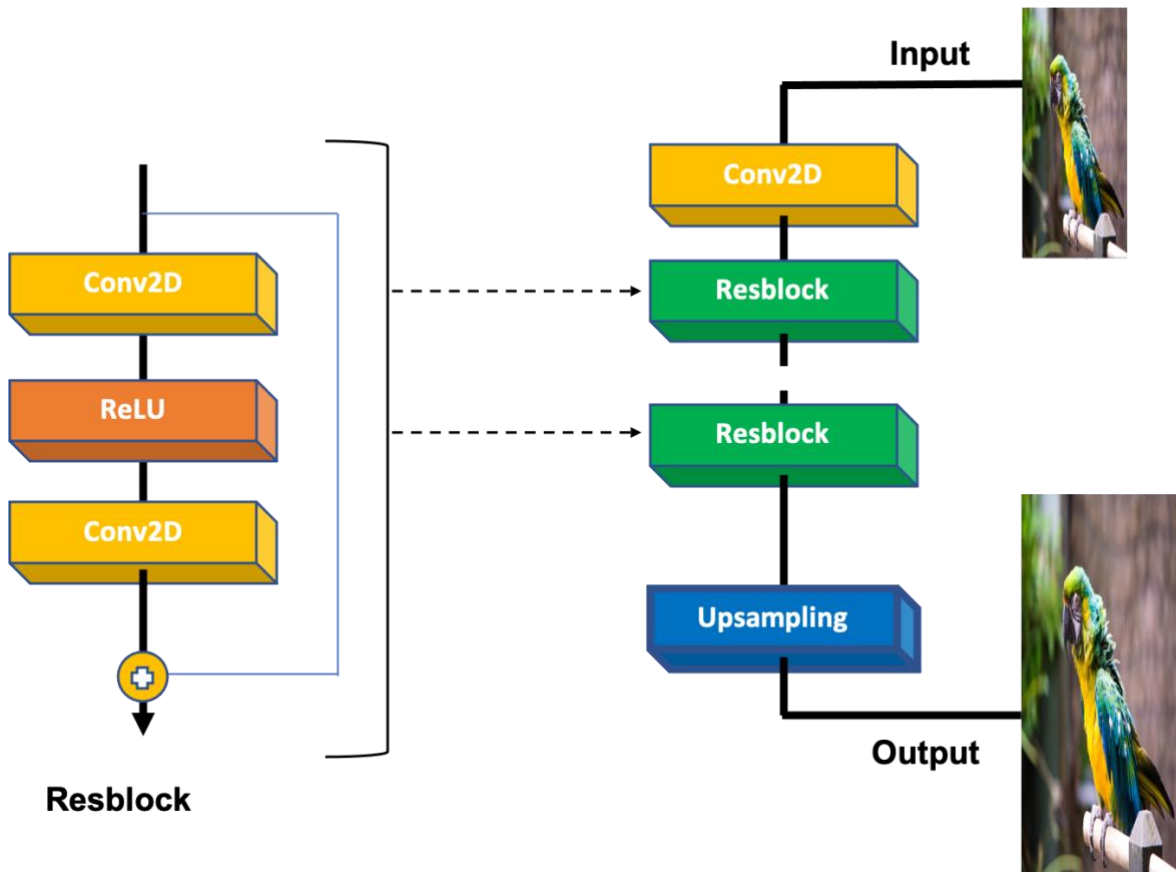 Input
Conv2D
Resblock
Resblock
Upsampling
Output
Conv2D
ReLU
Conv2D
Resblock